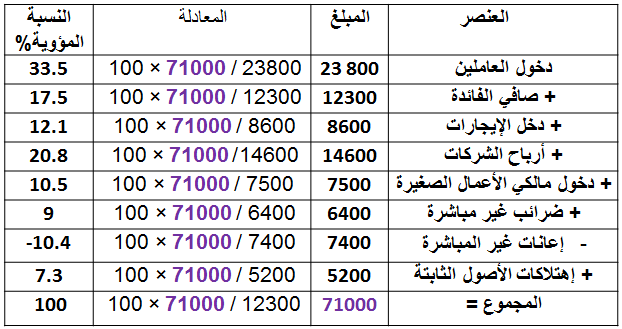 العنصر المبلغ المعادلة النسبة المؤوية%
دخول العاملين 23 800 23800 / 71000 × 100 33.5
+ صافي الفائدة 12300 12300 / 71000 × 100 17.5
+ دخل الإيجارات 8600 8600 / 71000 × 100 12.1
+ أرباح الشركات 14600 14600/ 71000 × 100 20.8
+ دخول مالكي الأعمال الصغيرة 7500 7500 / 71000 × 100 10.5
+ ضرائب غير مباشرة 6400 6400 / 71000 × 100 9
- إعانات غير المباشرة 7400 7400 / 71000 × 100 -10.4
+ إهتلاكات الأصول الثابتة 5200 5200 / 71000 × 100 7.3
المجموع = 71000 12300 / 71000 × 100 100